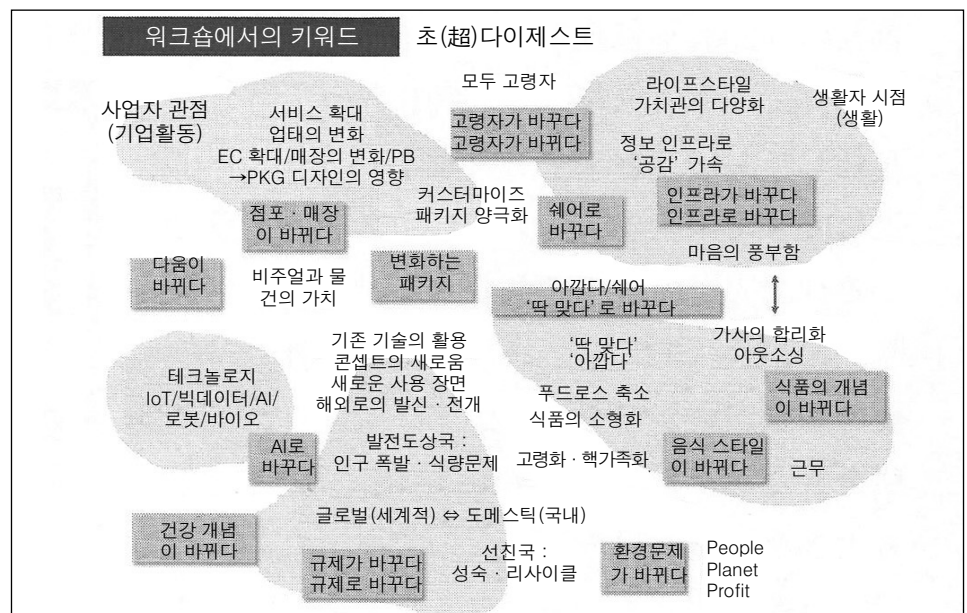 워크숍에서의 키워드
초(超)다이제스트
모두 고령자
라이프스타일
가치관의 다양화
생활자 시점
(생활)
사업자 관점
(기업활동)
서비스 확대
업태의 변화
EC 확대/매장의 변화/PB
→PKG 디자인의 영향
고령자가 바꾸다
고령자가 바뀌다
정보 인프라로
‘공감’ 가속
커스터마이즈
패키지 양극화
쉐어로
바꾸다
인프라가 바꾸다
인프라로 바꾸다
점포·매장
이 바뀌다
마음의 풍부함
다움이
바뀌다
비주얼과 물
건의 가치
변화하는
패키지
아깝다/쉐어
‘딱 맞다’로 바꾸다
가사의 합리화
아웃소싱
기존 기술의 활용
콘셉트의 새로움
새로운 사용 장면
해외로의 발신·전개
‘딱 맞다’
‘아깝다’
테크놀로지
IoT/빅데이터/AI/
로봇/바이오
푸드로스 축소
식품의 소형화
식품의 개념
이 바뀌다
AI로
바꾸다
발전도상국 :
인구 폭발·식량문제
고령화·핵가족화
음식 스타일
이 바뀌다
근무
글로벌(세계적) ⇔ 도메스틱(국내)
건강 개념
이 바뀌다
규제가 바꾸다
규제로 바꾸다
선진국 :
성숙·리사이클
환경문제
가 바뀌다
People
Planet
Profit